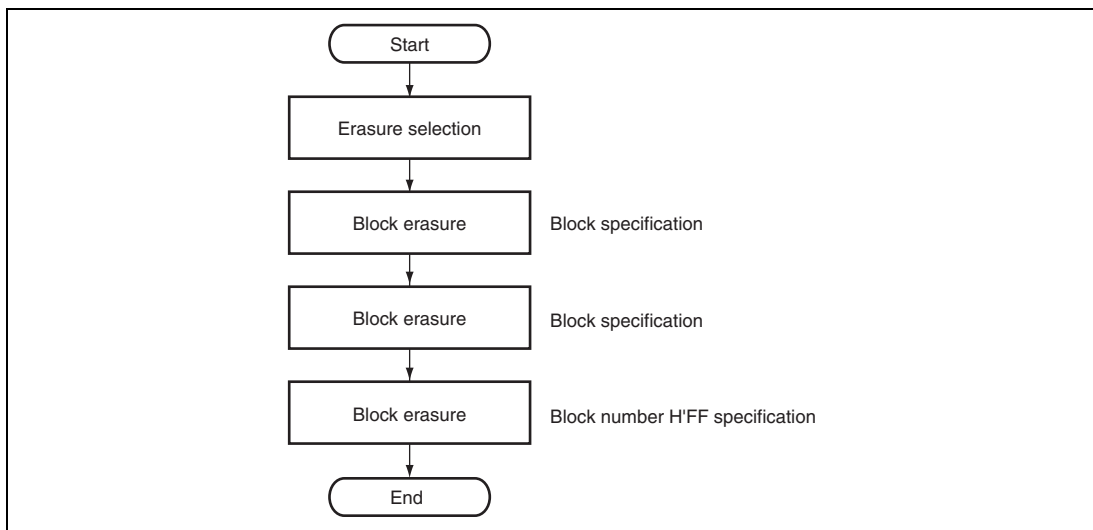 Start
Erasure selection
Block erasure
Block specification
Block erasure
Block specification
Block erasure
Block number H'FF specification
End